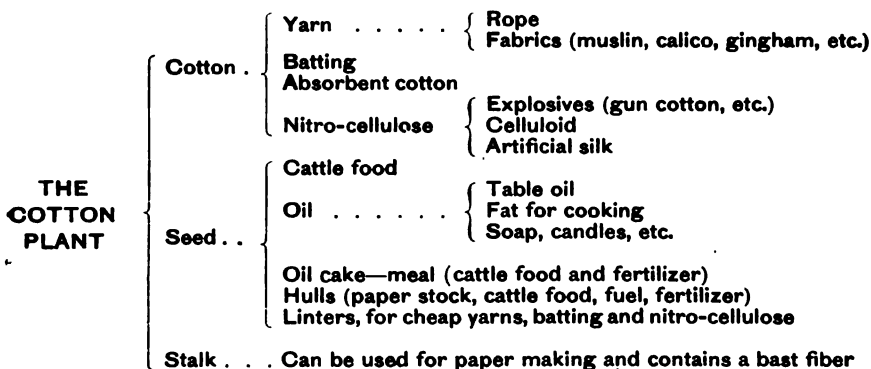 Yarn . . . . . Rope
Fabrics (muslin, calico, gingham, etc.)
Cotton .
Batting
Absorbent cotton
Nitro-cellulose
Explosives (gun cotton, etc.)
Celluloid
Artificial silk
THE
COTTON
PLANT
Cattle food
Seed . .
Oil . . . . . .
Table oil
Fat for cooking
Soap, candles, etc.
Oil cake—meal (cattle food and fertilizer)
Hulls (paper stock, cattle food, fuel, fertilizer)
Linters, for cheap yarns, batting and nitro-cellulose
Stalk . . . Can be used for paper making and contains a bast fiber